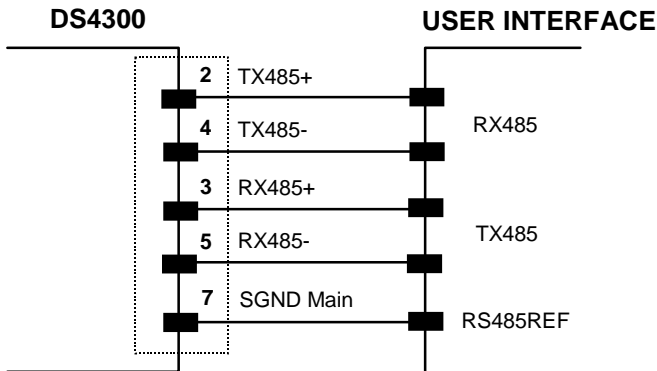 DS4300
USER INTERFACE
2 TX485+
4 TX485-
RX485
3 RX485+
5 RX485-
TX485
7 SGND Main
RS485REF